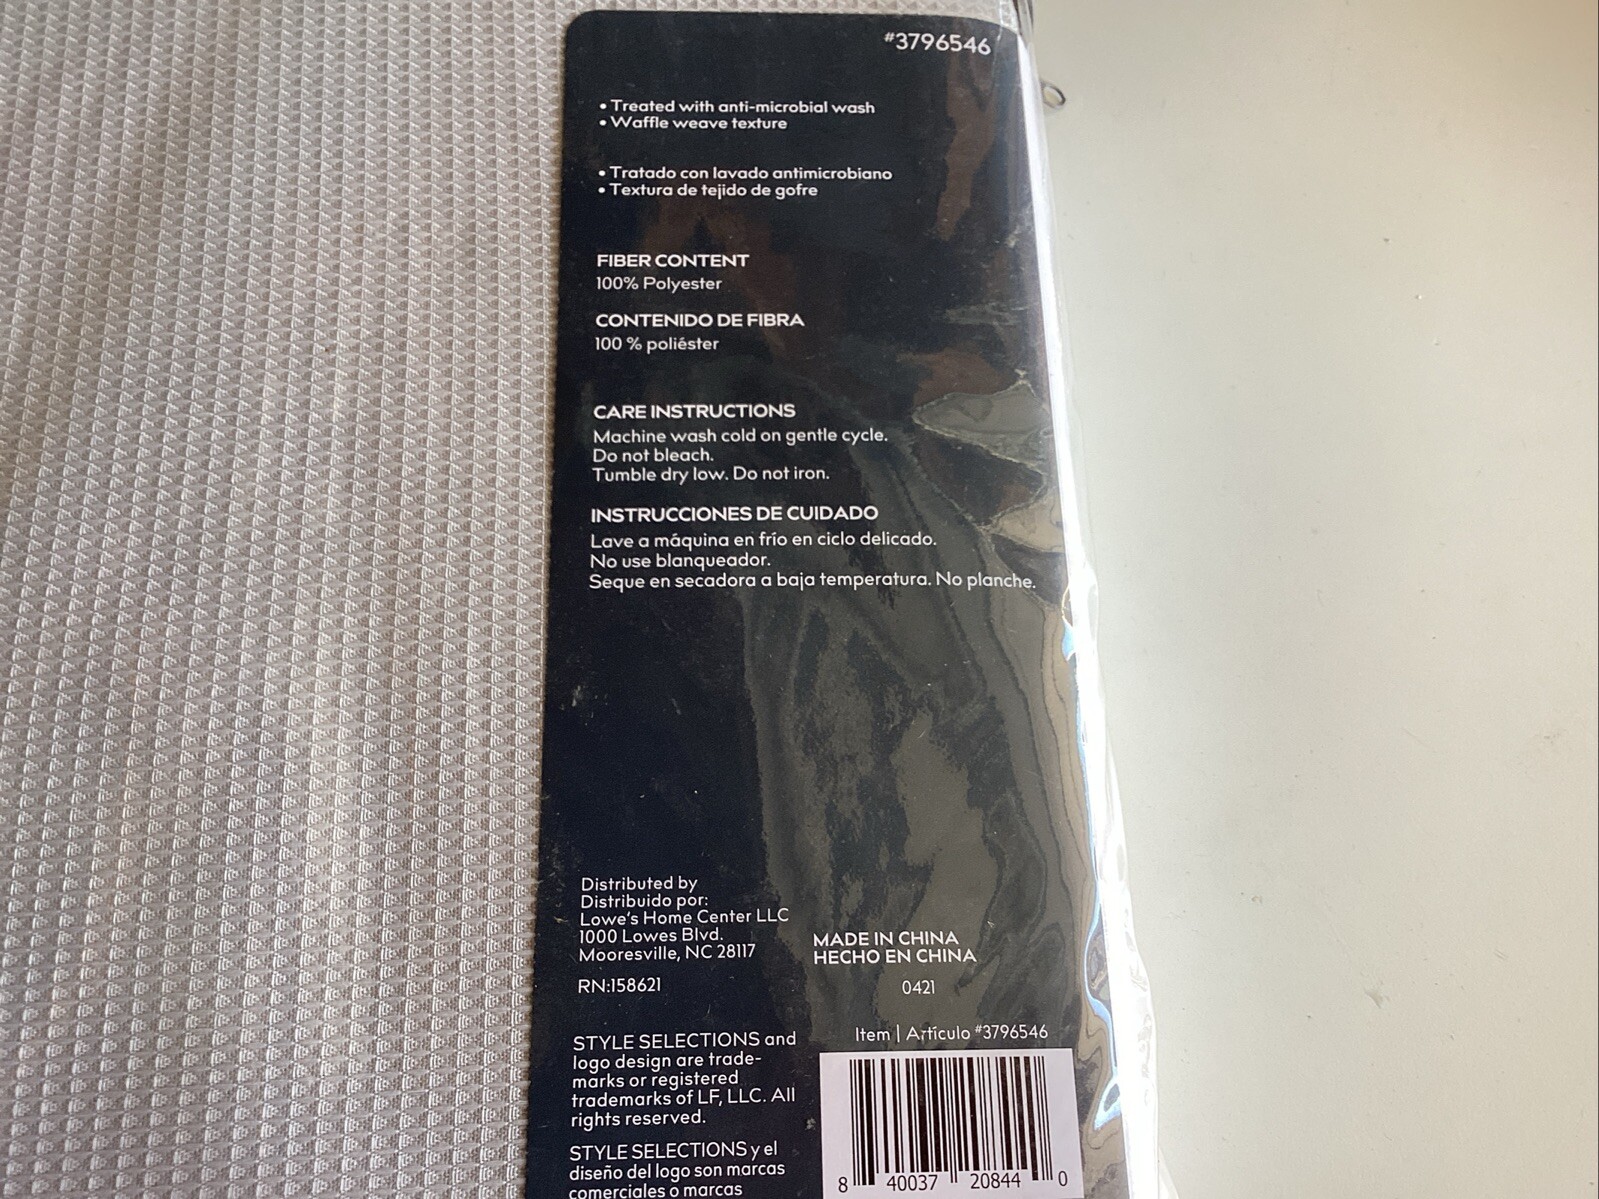 #3796546
• Treated with anti-microbial wash
• Waffle weave texture
• Tratado con lavado antimicrobiano
• Textura de tejido de gofre
FIBER CONTENT
100% Polyester
CONTENIDO DE FIBRA
100 % poliéster
CARE INSTRUCTIONS
Machine wash cold on gentle cycle.
Do not bleach.
Tumble dry low. Do not iron.
INSTRUCCIONES DE CUIDADO
Lave a máquina en frío en ciclo delicado.
No use blanqueador.
Seque en secadora a baja temperatura. No planche.
Distributed by
Distribuido por:
Lowe's Home Center LLC
1000 Lowes Blvd.
Mooresville, NC 28117
RN:158621
MADE IN CHINA
HECHO EN CHINA
0421
STYLE SELECTIONS and
logo design are trade-
marks or registered
trademarks of LF, LLC. All
rights reserved.
STYLE SELECTIONS y el
diseño del logo son marcas
comerciales o marcas
Item | Artículo #3796546
8 40037 20844 0